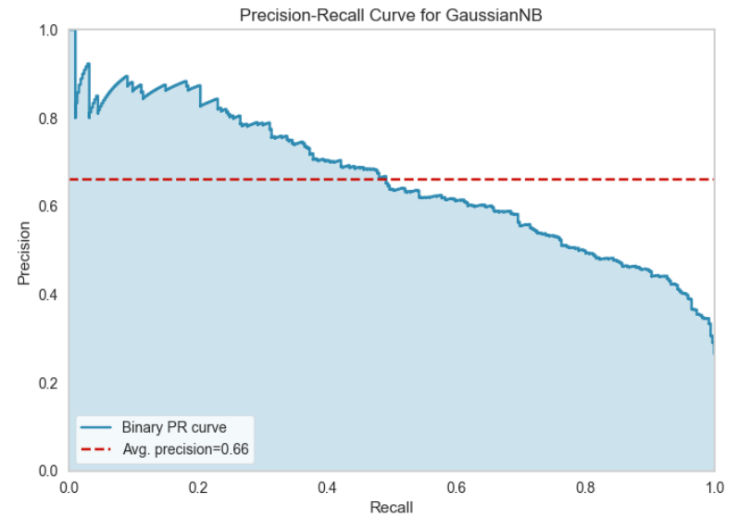 Precision-Recall Curve for GaussianNB
1.0
0.8
0.6
0.4
0.2
0.0
Precision
Binary PR curve
Avg. precision=0.66
0.0 0.2 0.4 0.6 0.8 1.0
Recall